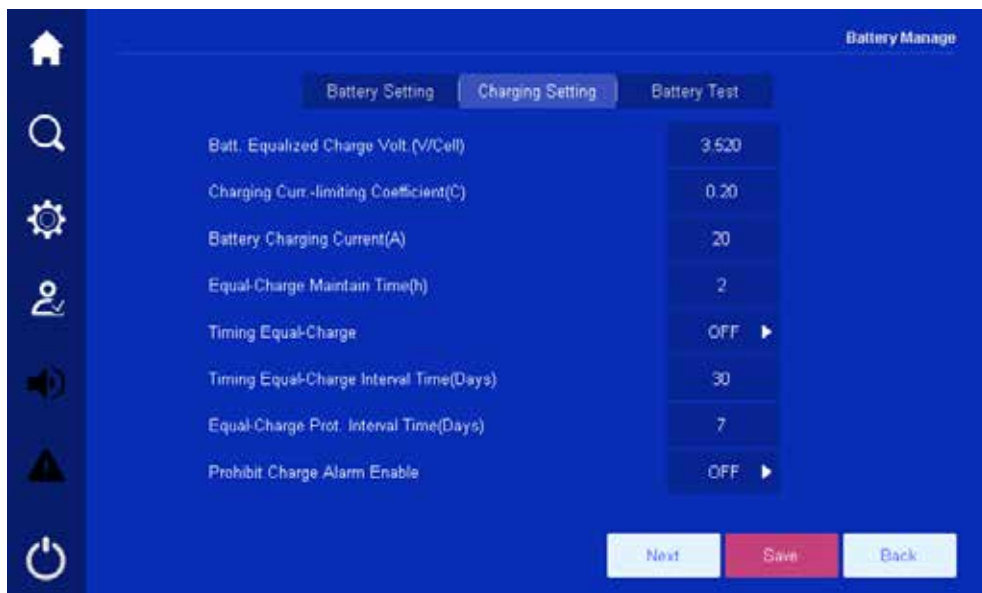 Battery Manage
Battery Setting Charging Setting Battery Test
Batt. Equalized Charge Volt.(V/Cell) 3.520
Charging Curr.-limiting Coefficient(C) 0.20
Battery Charging Current(A) 20
Equal-Charge Maintain Time(h) 2
Timing Equal-Charge OFF
Timing Equal-Charge Interval Time(Days) 30
Equal-Charge Prot. Interval Time(Days) 7
Prohibit Charge Alarm Enable OFF
Next Save Back